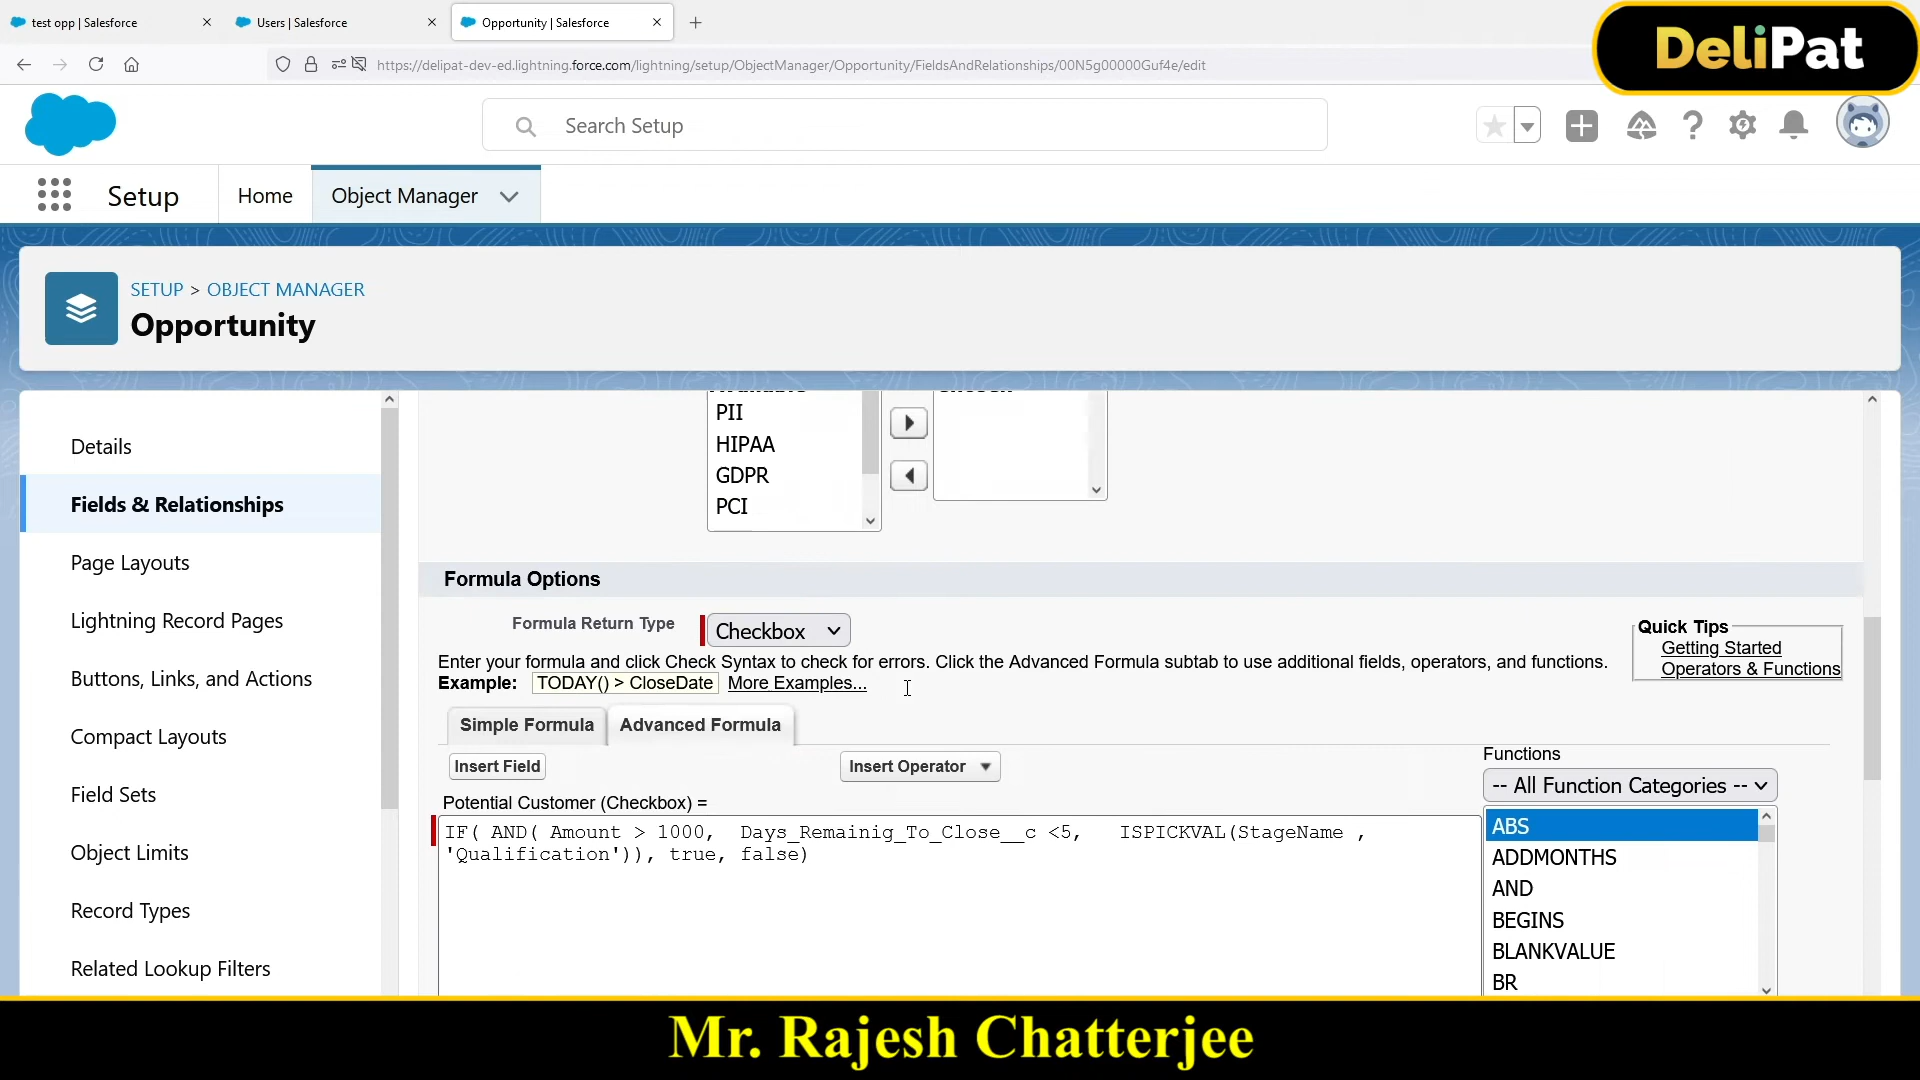 test opp | Salesforce
Users | Salesforce
Opportunity | Salesforce
DeliPat
https://delipat-dev-ed.lightning.force.com/lightning/setup/ObjectManager/Opportunity/FieldsAndRelationships/00N5g00000Guf4e/edit
Search Setup
Setup
Home
Object Manager
SETUP > OBJECT MANAGER
Opportunity
Details
Fields & Relationships
Page Layouts
Lightning Record Pages
Buttons, Links, and Actions
Compact Layouts
Field Sets
Object Limits
Record Types
Related Lookup Filters
PII
HIPAA
GDPR
PCI
Formula Options
Formula Return Type
Checkbox
Quick Tips
Getting Started
Operators & Functions
Enter your formula and click Check Syntax to check for errors. Click the Advanced Formula subtab to use additional fields, operators, and functions.
Example: TODAY() > CloseDate More Examples...
Simple Formula
Advanced Formula
Insert Field
Insert Operator
Functions
-- All Function Categories --
Potential Customer (Checkbox) =
IF( AND( Amount > 1000, Days_Remainig_To_Close__c <5, ISPICKVAL(StageName ,
'Qualification')), true, false)
ABS
ADDMONTHS
AND
BEGINS
BLANKVALUE
BR
Mr. Rajesh Chatterjee